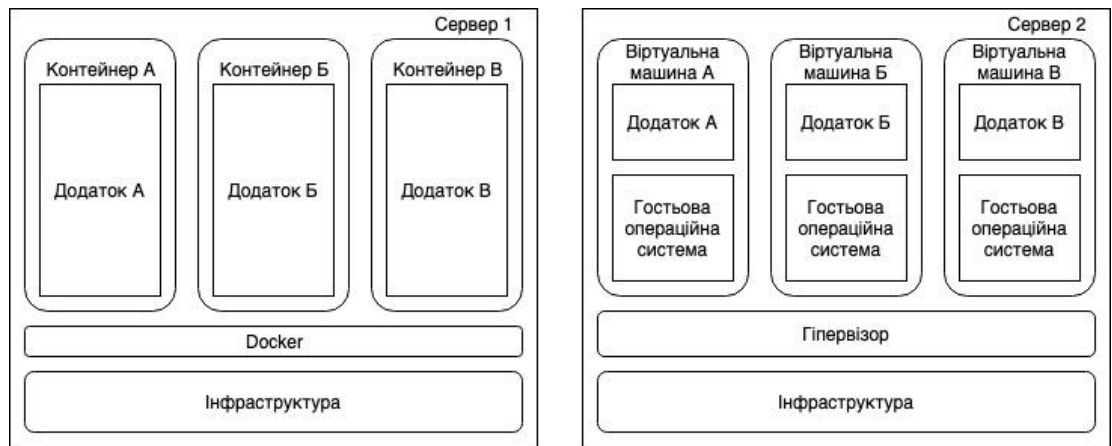 Сервер 1
Контейнер А
Контейнер Б
Контейнер В
Додаток А
Додаток Б
Додаток В
Docker
Інфраструктура
Сервер 2
Віртуальна
машина А
Віртуальна
машина Б
Віртуальна
машина В
Додаток А
Додаток Б
Додаток В
Гостьова
операційна
система
Гостьова
операційна
система
Гостьова
операційна
система
Гіпервізор
Інфраструктура